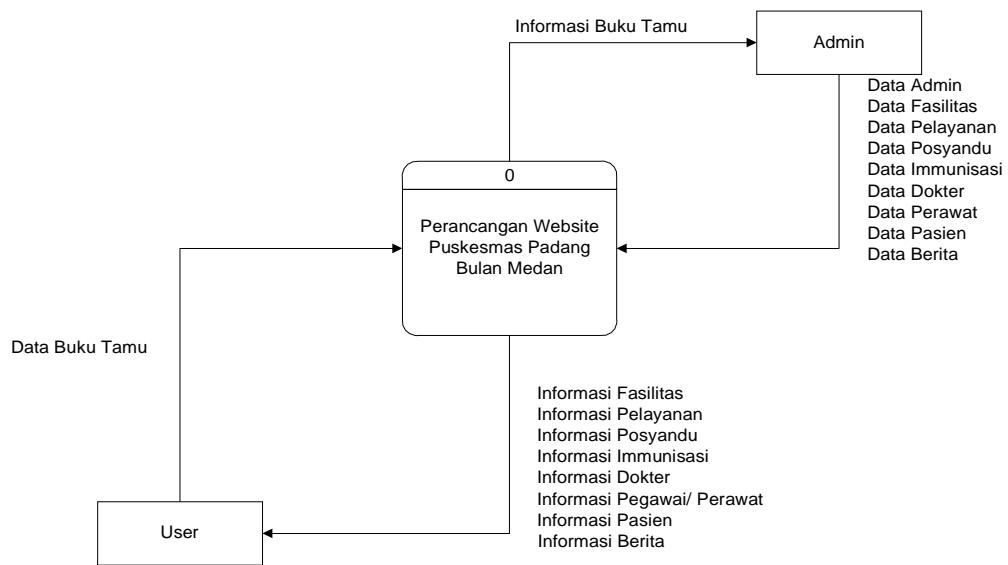 Informasi Buku Tamu
Admin
Data Admin
Data Fasilitas
Data Pelayanan
Data Posyandu
Data Immunisasi
Data Dokter
Data Perawat
Data Pasien
Data Berita
0
Perancangan Website
Puskesmas Padang
Bulan Medan
Data Buku Tamu
Informasi Fasilitas
Informasi Pelayanan
Informasi Posyandu
Informasi Immunisasi
Informasi Dokter
Informasi Pegawai/ Perawat
Informasi Pasien
Informasi Berita
User